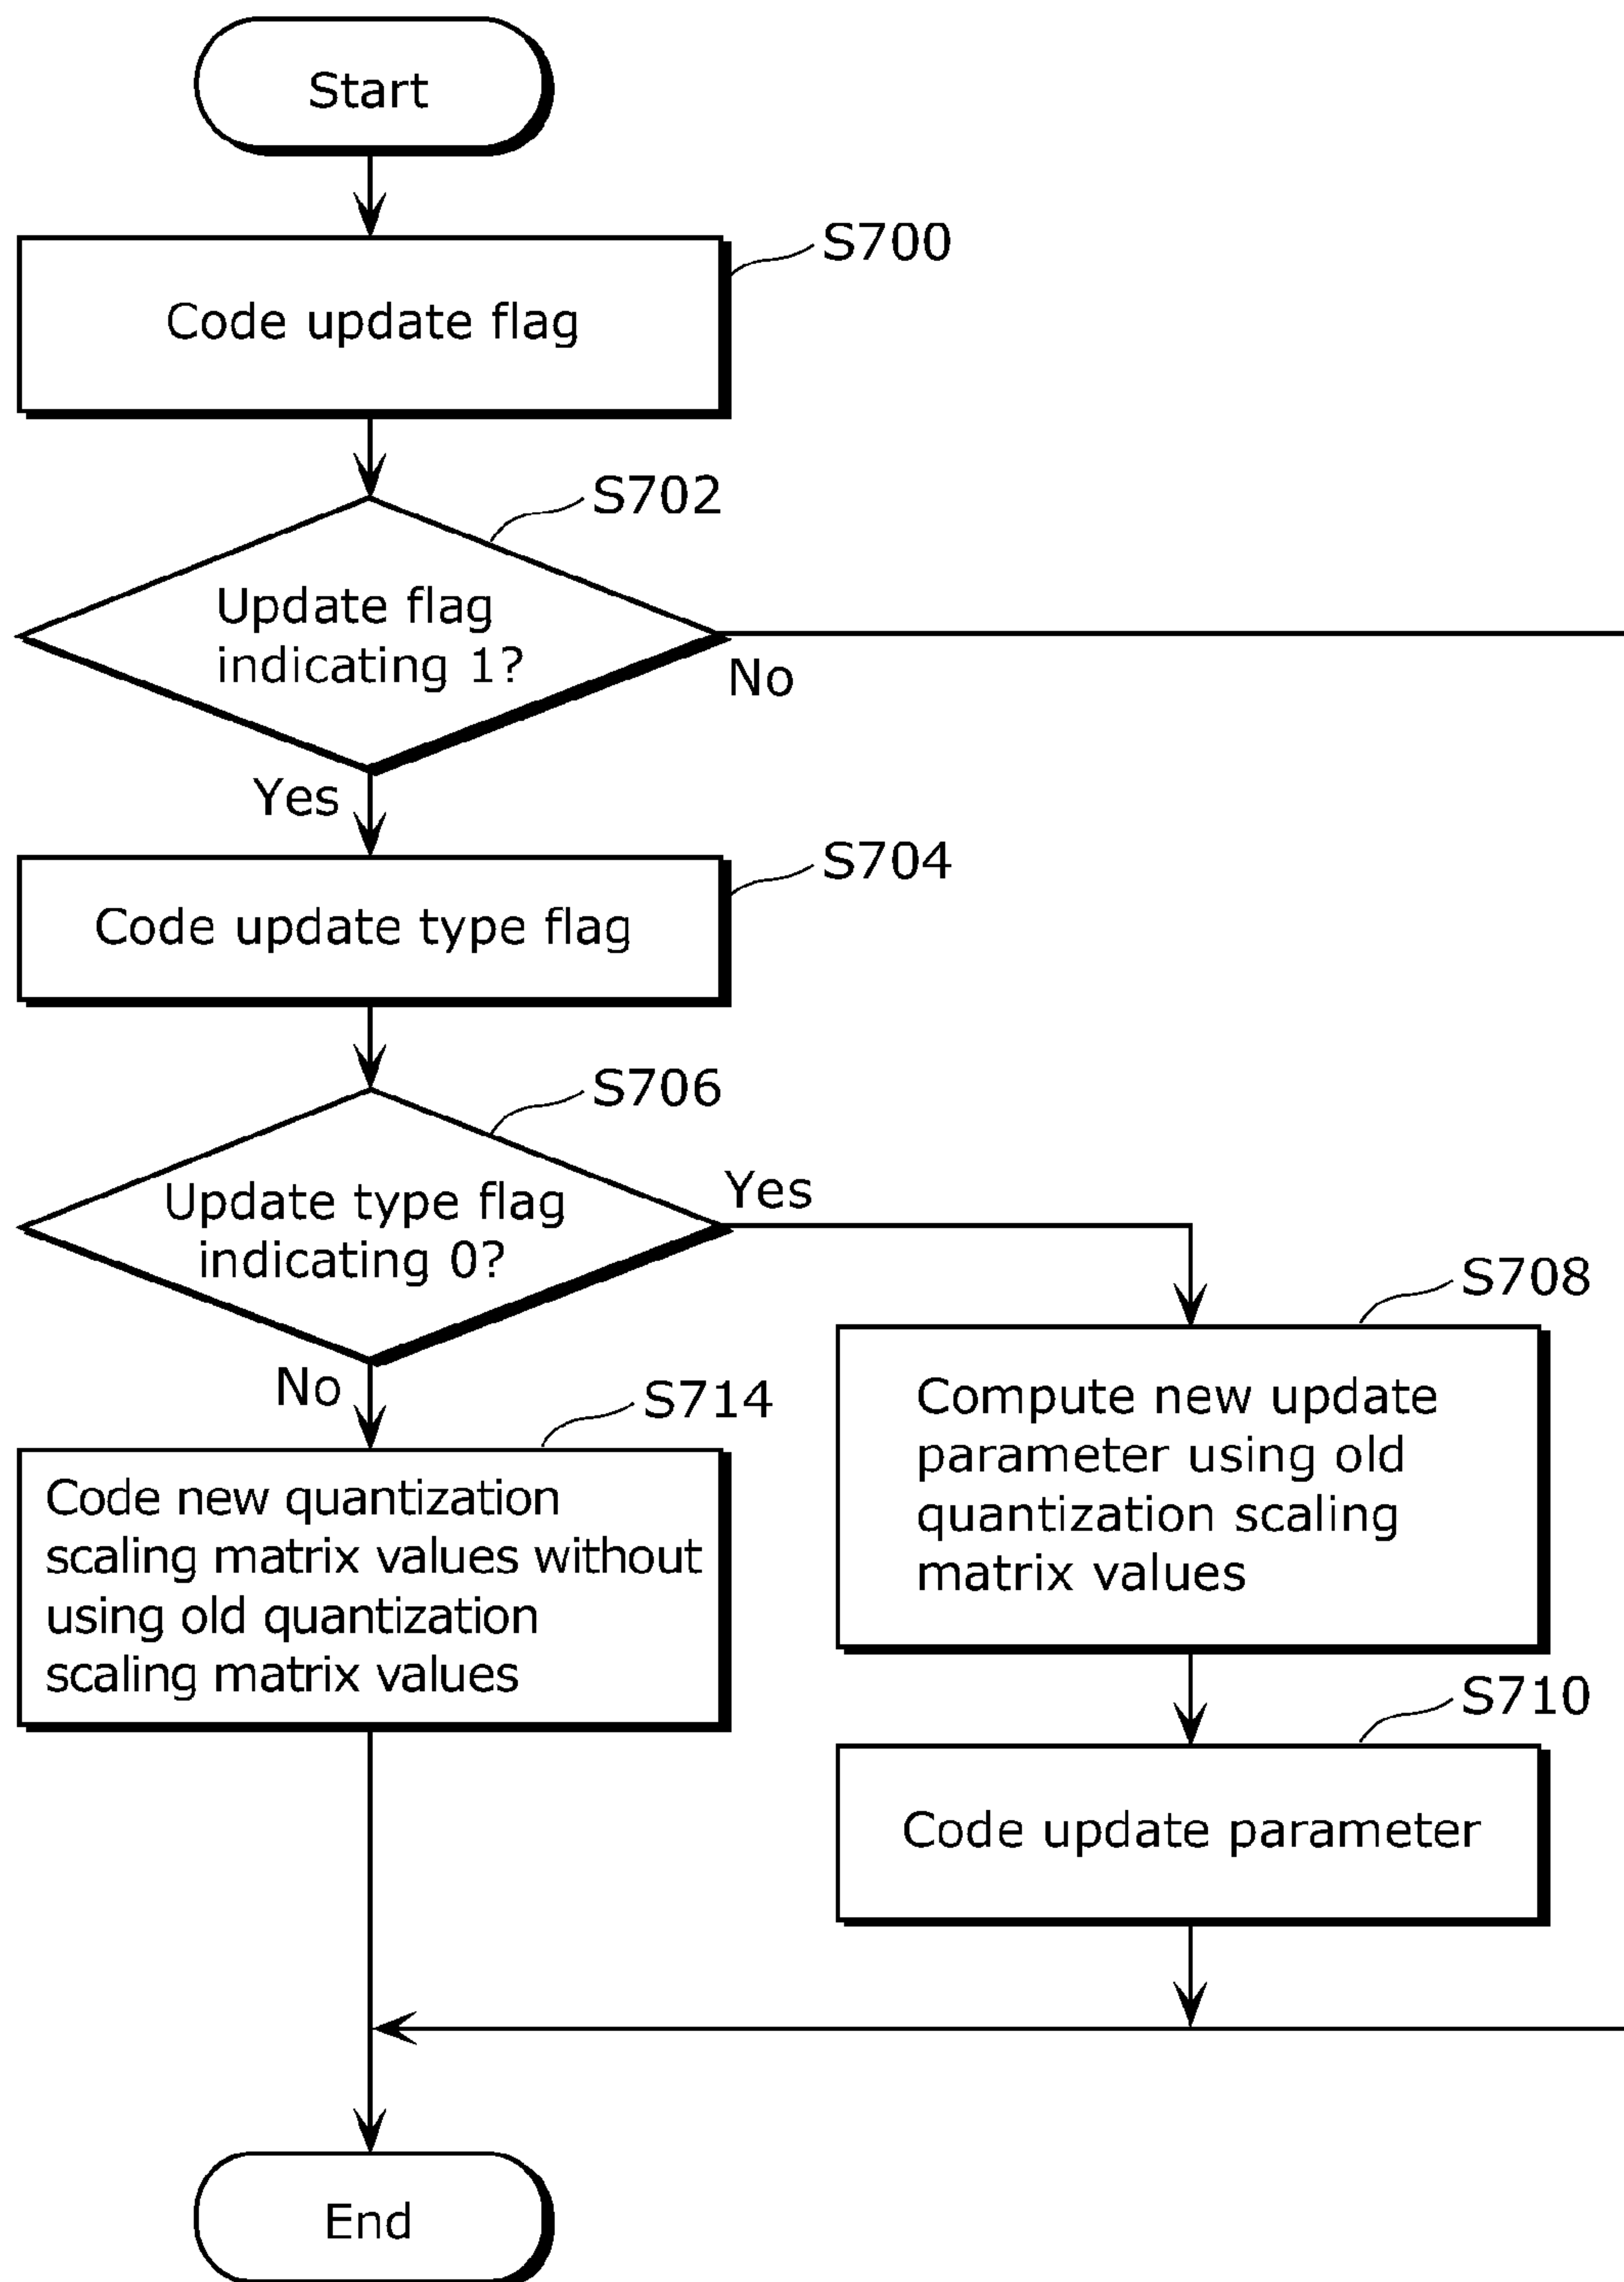 Start
S700
Code update flag
S702
Update flag
indicating 1?
No
Yes
S704
Code update type flag
S706
Update type flag
indicating 0?
Yes
No
S708
Compute new update
parameter using old
quantization scaling
matrix values
S714
Code new quantization
scaling matrix values without
using old quantization
scaling matrix values
S710
Code update parameter
End